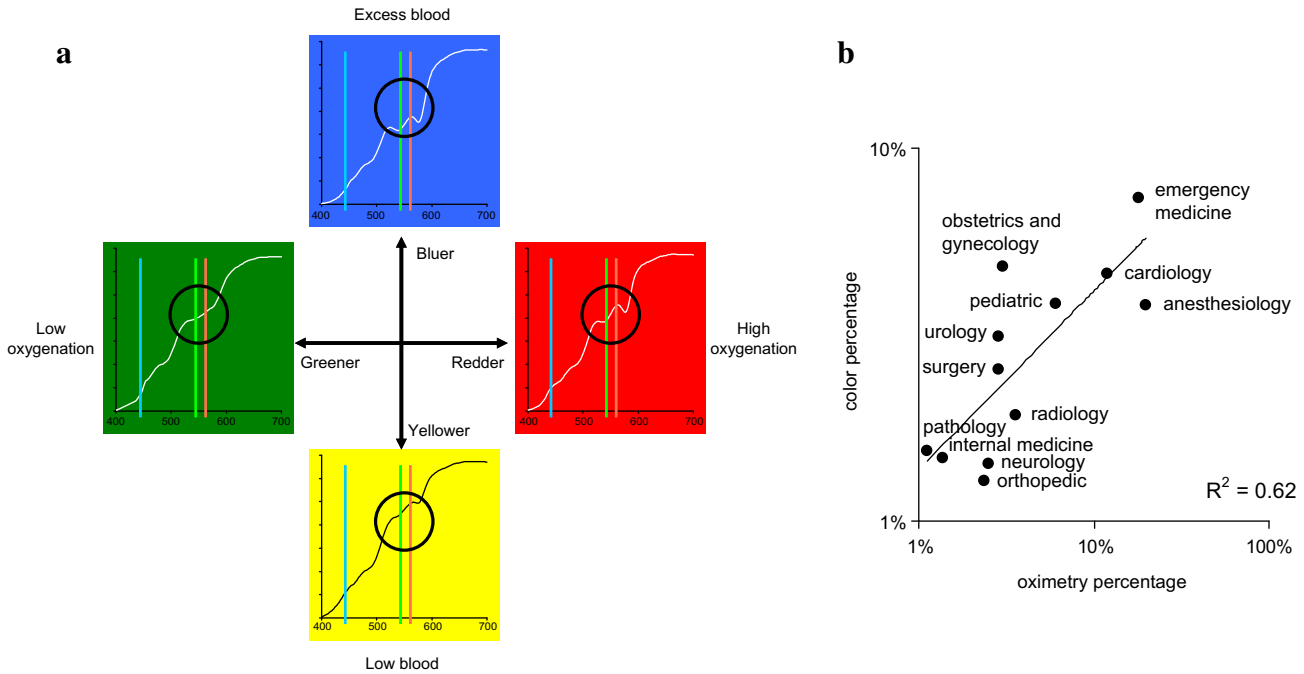 a
Excess blood
400 500 600 700
Bluer
Low
oxygenation
400 500 600 700
Greener
Redder
400 500 600 700
High
oxygenation
Yellower
400 500 600 700
Low blood
b
10%
color percentage
1%
emergency
medicine
obstetrics and
gynecology
cardiology
pediatric
anesthesiology
urology
surgery
radiology
pathology
internal medicine
neurology
orthopedic
R² = 0.62
1% 10% 100%
oximetry percentage